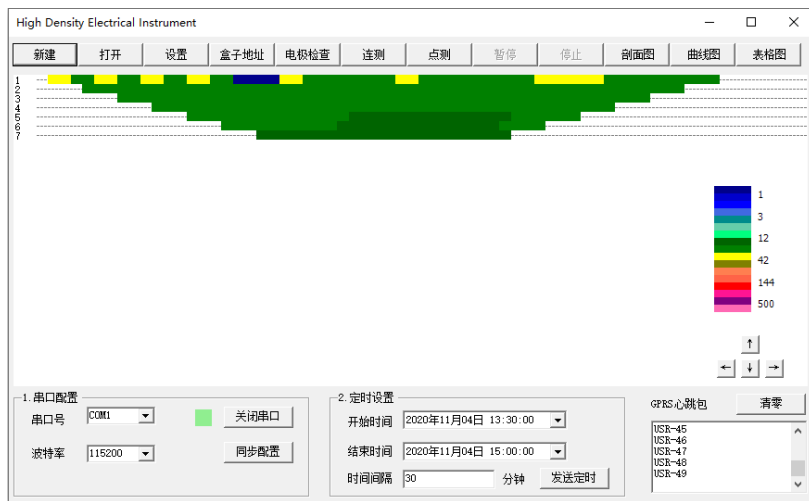 High Density Electrical Instrument
新建 打开 设置 盒子地址 电极检查 连测 点测 暂停 停止 剖面图 曲线图 表格图
1
2
3
4
5
6
7
1
3
12
42
144
500
↑
← ↓ →
1.串口配置
串口号 COM1 关闭串口
波特率 115200 同步配置
2.定时设置
开始时间 2020年11月04日 13:30:00
结束时间 2020年11月04日 15:00:00
时间间隔 30 分钟 发送定时
GPRS心跳包 清零
USR-45
USR-46
USR-47
USR-48
USR-49